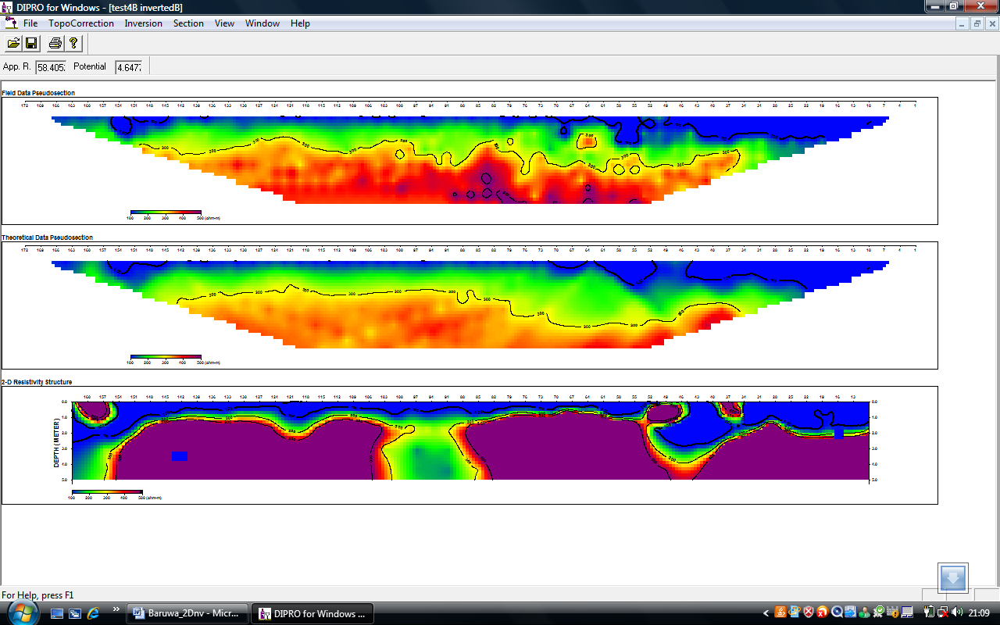 DIPRO for Windows - [test4B invertedB]
File TopoCorrection Inversion Section View Window Help
App. R. 58.405 Potential 4.647
Field Data Pseudosection
172 169 166 163 160 157 154 151 148 145 142 139 136 133 130 127 124 121 118 115 112 109 106 103 100 97 94 91 88 85 82 79 76 73 70 67 64 61 58 55 52 49 46 43 40 37 34 31 28 25 22 19 16 13 10 7 4 1
100 200 300 400 500 (ohm-m)
Theoretical Data Pseudosection
172 169 166 163 160 157 154 151 148 145 142 139 136 133 130 127 124 121 118 115 112 109 106 103 100 97 94 91 88 85 82 79 76 73 70 67 64 61 58 55 52 49 46 43 40 37 34 31 28 25 22 19 16 13 10 7 4 1
100 200 300 400 500 (ohm-m)
2-D Resistivity Structure
160 157 154 151 148 145 142 139 136 133 130 127 124 121 118 115 112 109 106 103 100 97 94 91 88 85 82 79 76 73 70 67 64 61 58 55 52 49 46 43 40 37 34 31 28 25 22 19 16 13
DEPTH (METER)
0.0 0.0
1.0 1.0
2.0 2.0
3.0 3.0
4.0 4.0
5.0 5.0
100 200 300 400 500 (ohm-m)
For Help, press F1
Baruwa_2Dnv - Micr... DIPRO for Windows ... 21:09